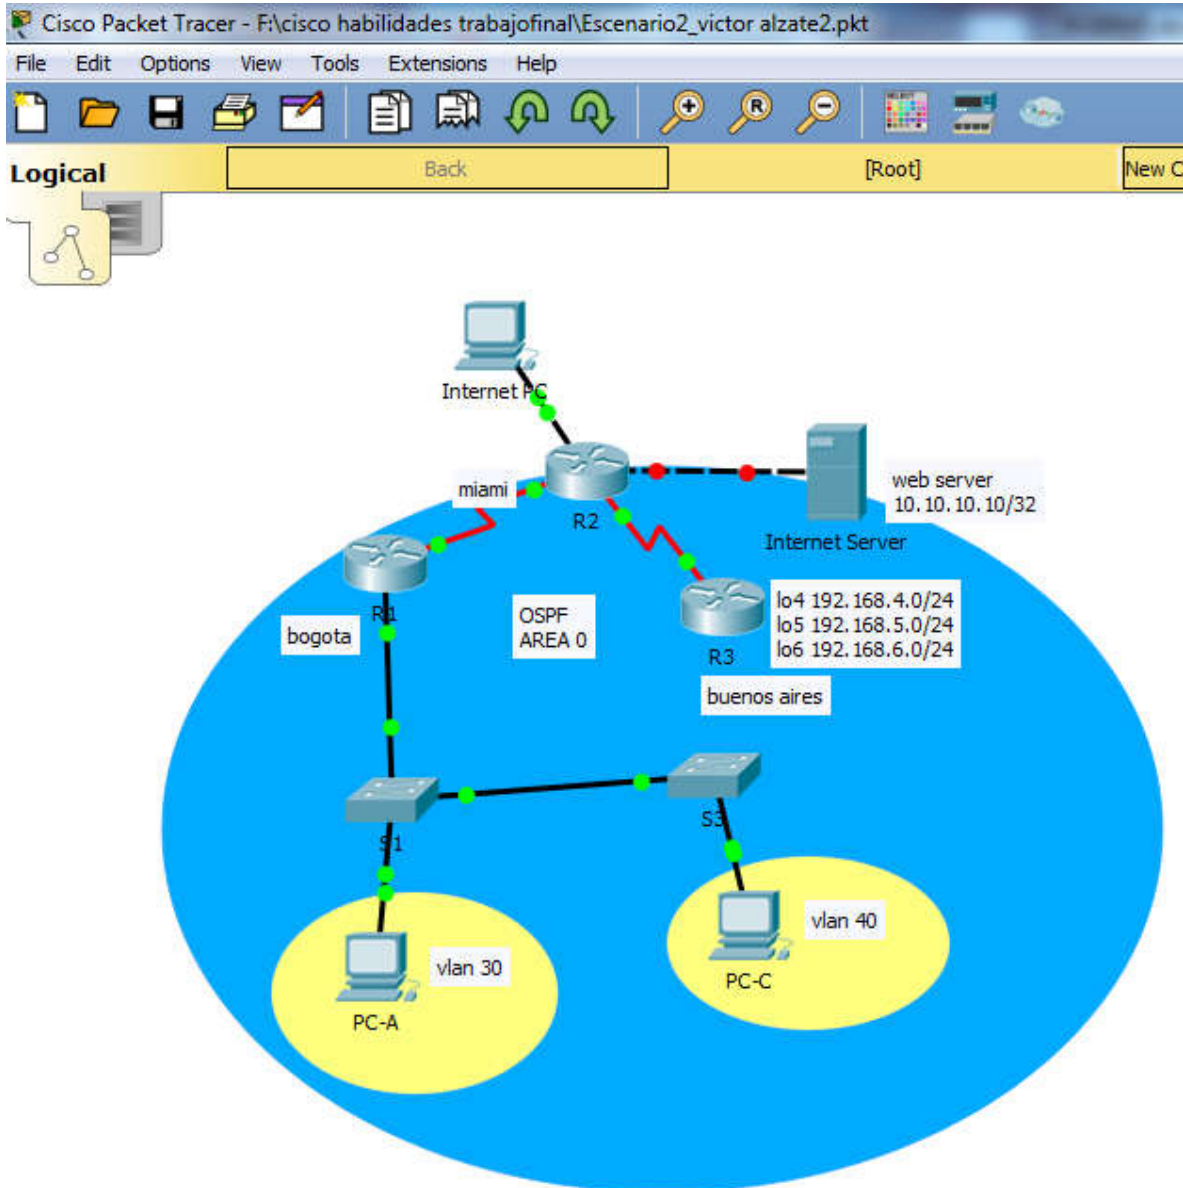 Cisco Packet Tracer - F:\cisco habilidades trabajofinal\Escenario2_victor alzate2.pkt
File Edit Options View Tools Extensions Help
Logical
Back
[Root]
New C
Internet PC
miami
R2
web server
10.10.10.10/32
Internet Server
R1
bogota
OSPF
AREA 0
lo4 192.168.4.0/24
lo5 192.168.5.0/24
lo6 192.168.6.0/24
R3
buenos aires
S1
S3
vlan 30
PC-A
vlan 40
PC-C